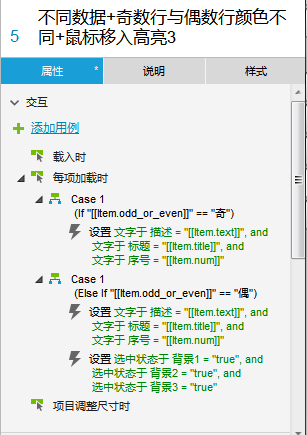 5
不同数据+奇数行与偶数行颜色不
同+鼠标移入高亮3
属性 *
说明
样式
交互
添加用例
载入时
每项加载时
Case 1
(If "[[Item.odd_or_even]]" == "奇")
设置 文字于 描述 = "[[Item.text]]", and
文字于 标题 = "[[Item.title]]", and
文字于 序号 = "[[Item.num]]"
Case 1
(Else If "[[Item.odd_or_even]]" == "偶")
设置 文字于 描述 = "[[Item.text]]", and
文字于 标题 = "[[Item.title]]", and
文字于 序号 = "[[Item.num]]"
设置 选中状态于 背景1 = "true", and
选中状态于 背景2 = "true", and
选中状态于 背景3 = "true"
项目调整尺寸时